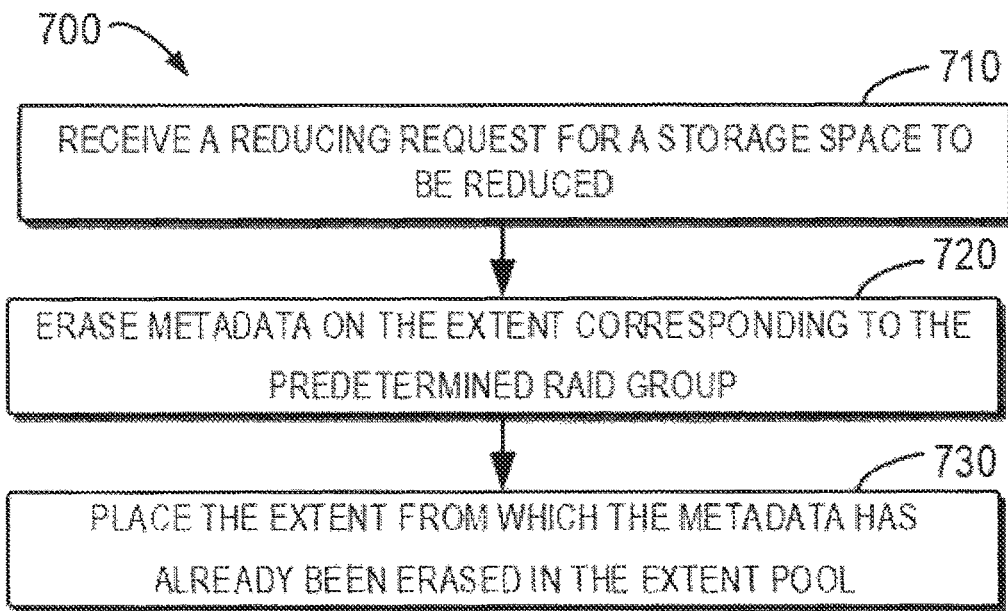 700
710
RECEIVE A REDUCING REQUEST FOR A STORAGE SPACE TO
BE REDUCED
720
ERASE METADATA ON THE EXTENT CORRESPONDING TO THE
PREDETERMINED RAID GROUP
730
PLACE THE EXTENT FROM WHICH THE METADATA HAS
ALREADY BEEN ERASED IN THE EXTENT POOL